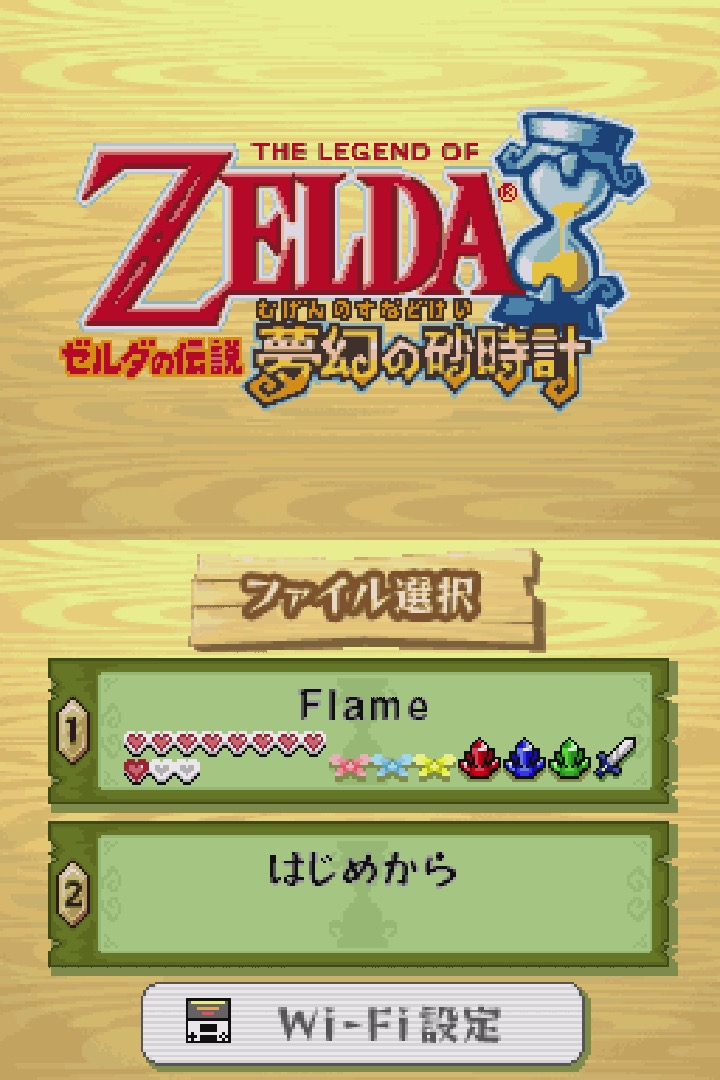 THE LEGEND OF
ZELDA®
むげんのすなどけい
ゼルダの伝説 夢幻の砂時計
ファイル選択
1
Flame
2
はじめから
Wi-Fi設定